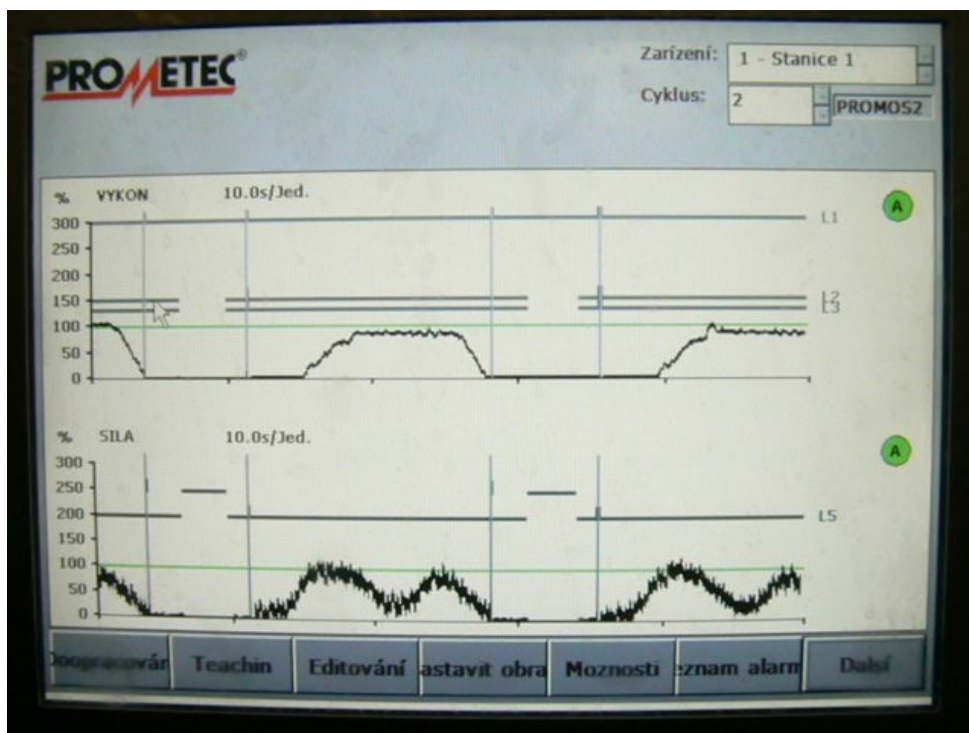 PROMETEC®
Zarízení: 1 - Stanice 1
Cyklus: 2 PROMOS2
% VYKON 10.0s/Jed.
A
300 L1
250
200
150 L2
L3
100
50
0
% SILA 10.0s/Jed.
A
300
250
200 L5
150
100
50
0
Doopracován Teachin Editování astavit obra Moznosti eznam alarm Dalsí